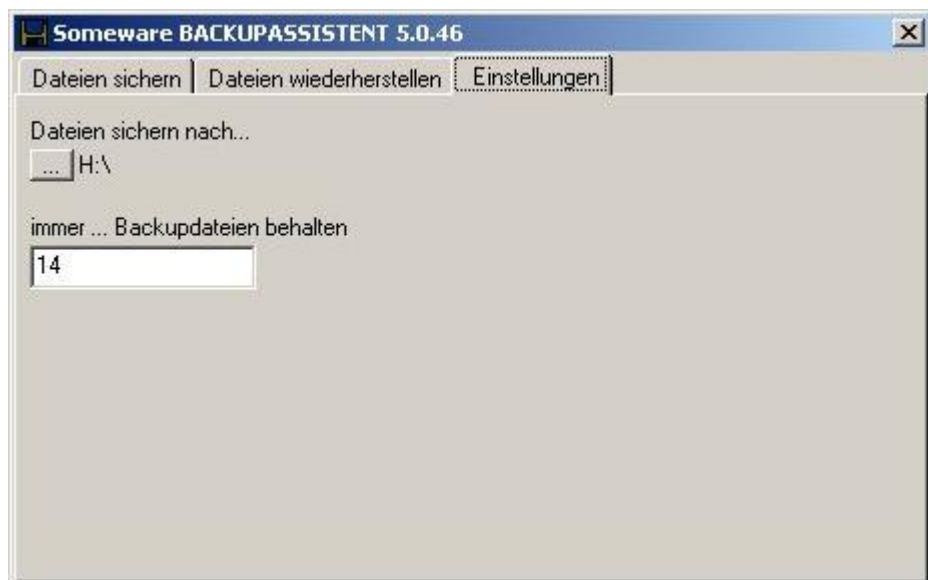 Someware BACKUPASSISTENT 5.0.46
Dateien sichern Dateien wiederherstellen Einstellungen
Dateien sichern nach...
... H:\
immer ... Backupdateien behalten
14